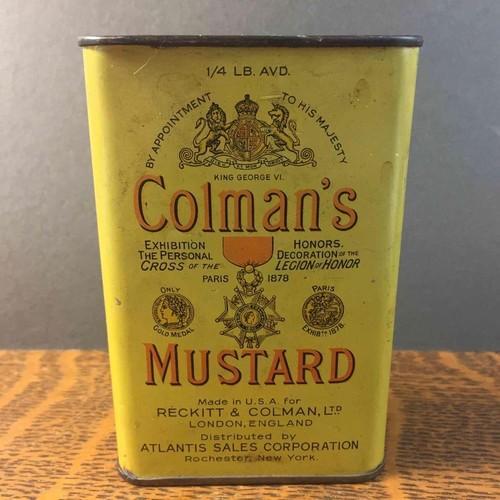 1/4 LB. AVD.
BY APPOINTMENT TO HIS MAJESTY
KING GEORGE VI.
Colman's
EXHIBITION HONORS.
THE PERSONAL DECORATION OF THE
CROSS OF THE LEGION OF HONOR
PARIS 1878
ONLY GOLD MEDAL
PARIS EXHIBTN 1878
MUSTARD
Made in U.S.A. for
RECKITT & COLMAN, LTD
LONDON, ENGLAND
Distributed by
ATLANTIS SALES CORPORATION
Rochester, New York.